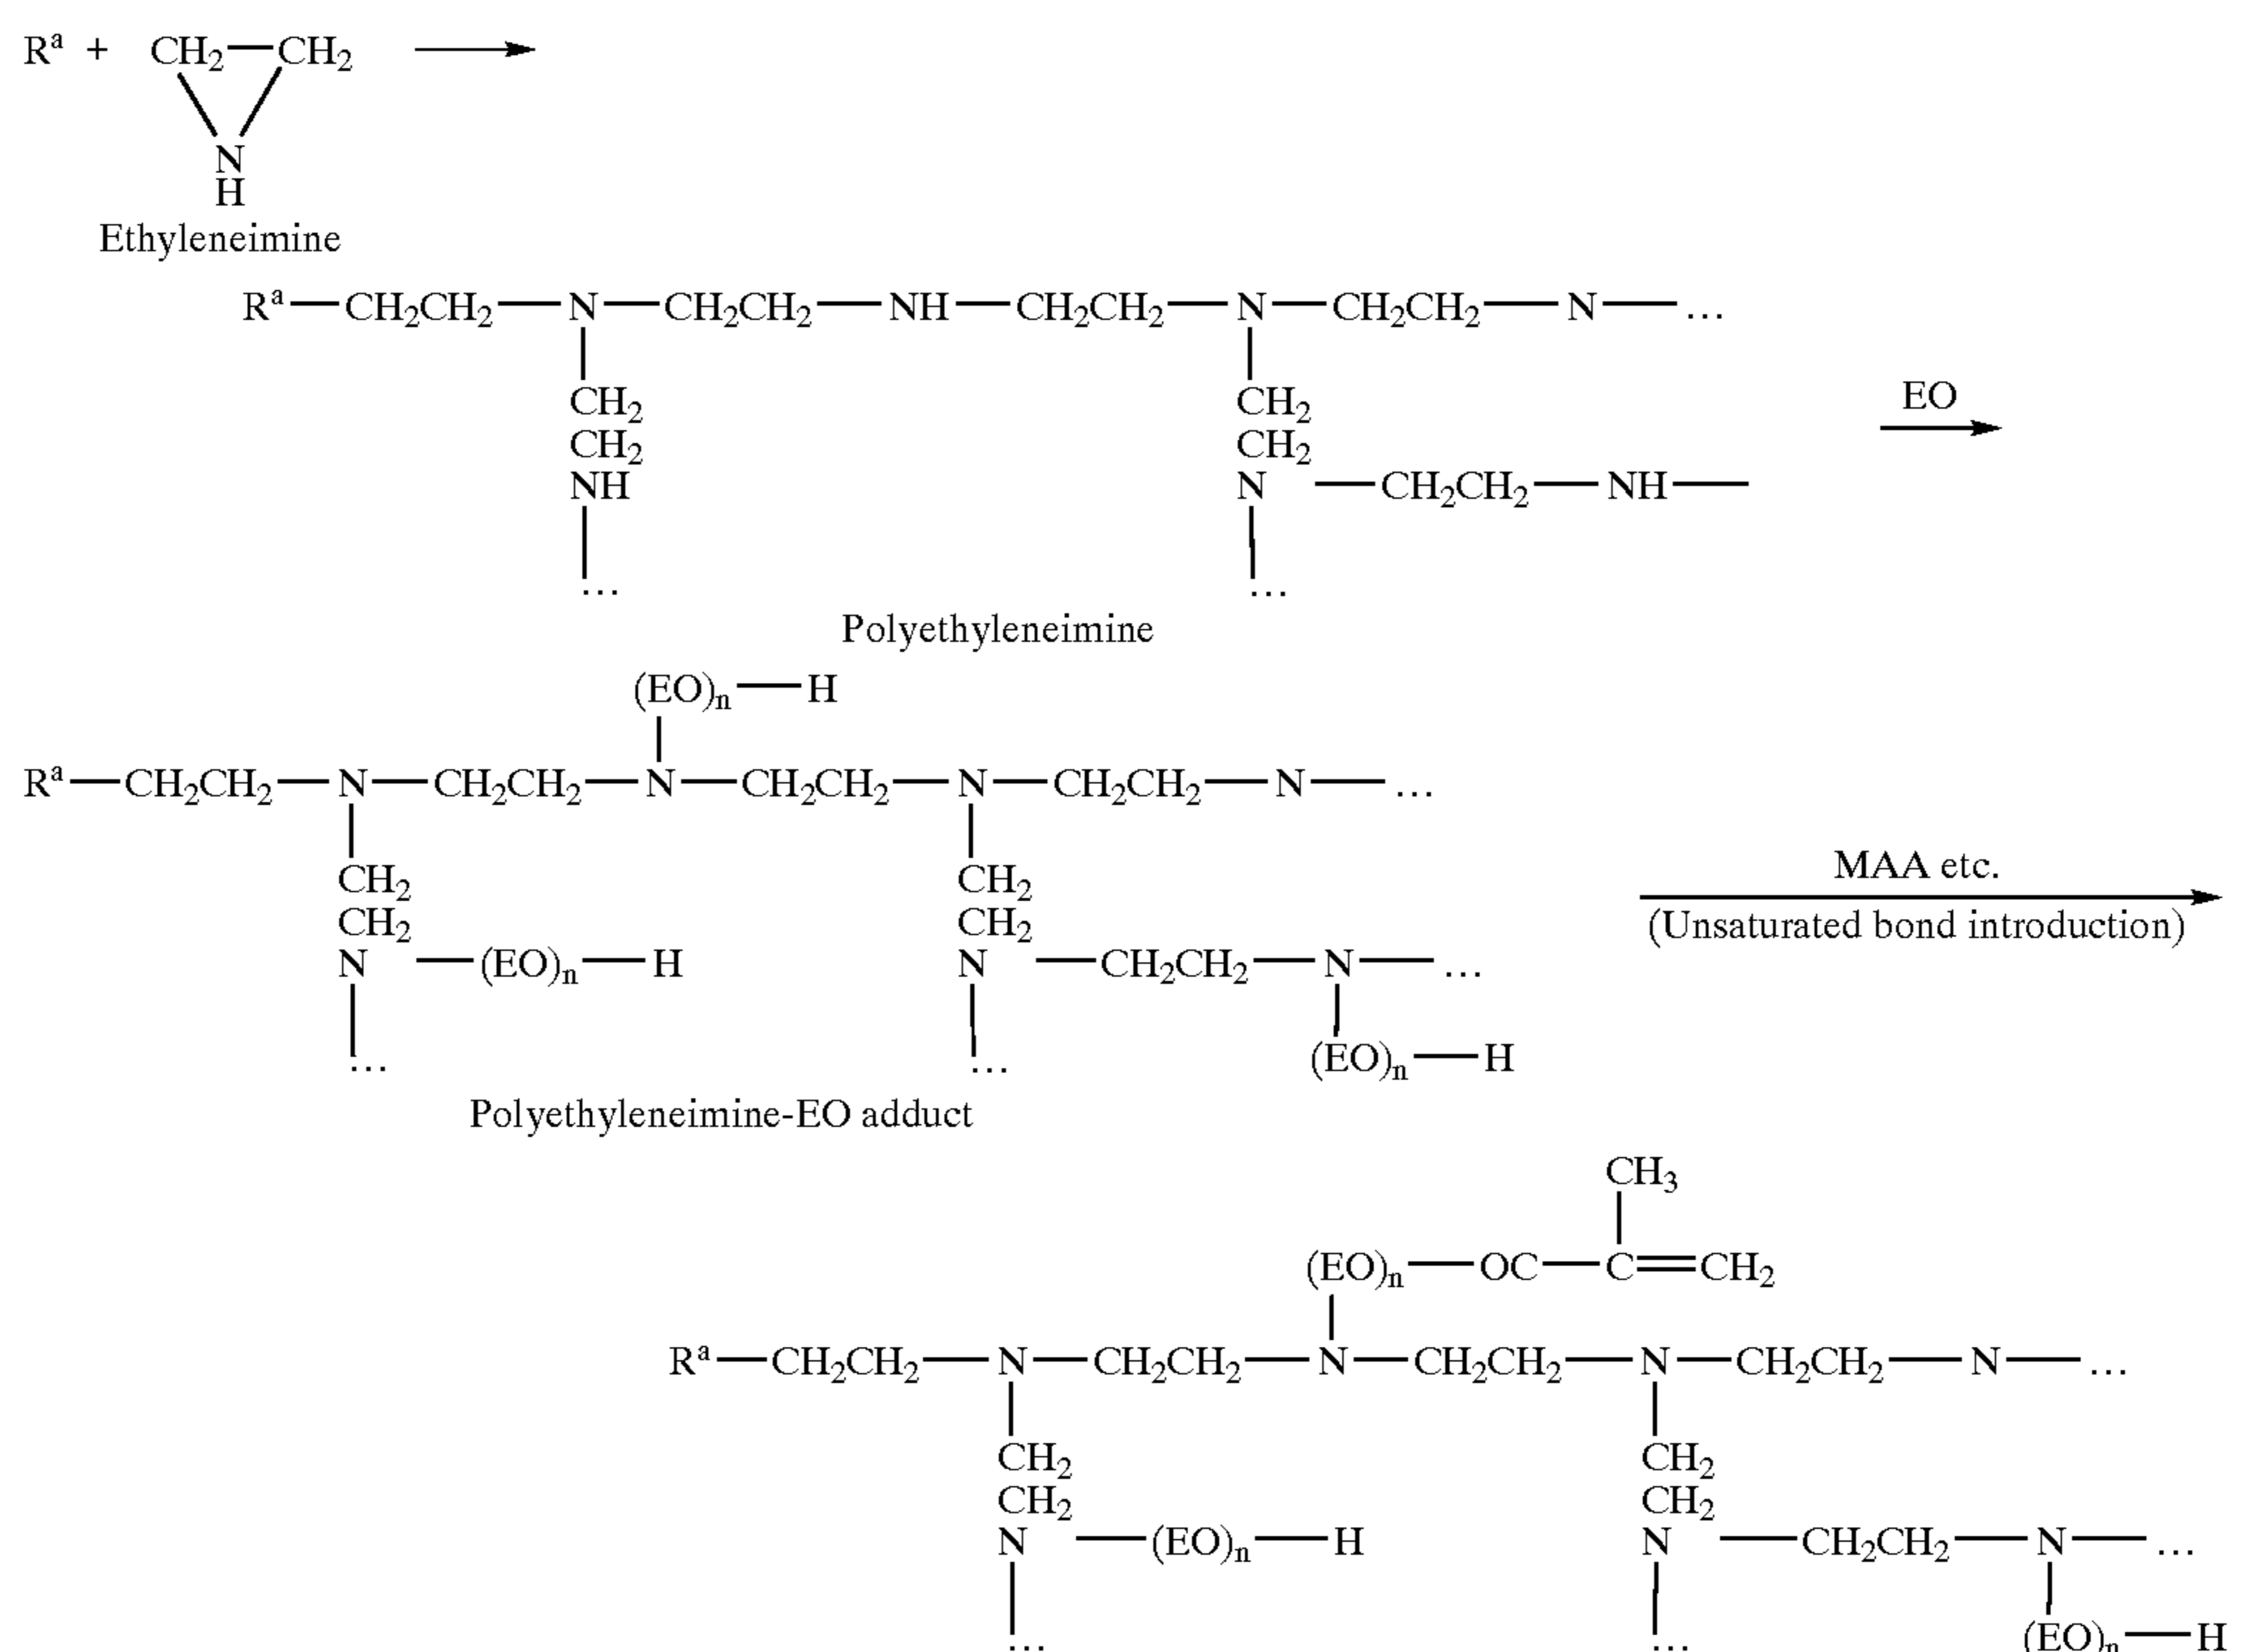 Rª + CH₂—CH₂
N
H
Ethyleneimine
Rª—CH₂CH₂—N—CH₂CH₂—NH—CH₂CH₂—N—CH₂CH₂—N—...
CH₂ CH₂
EO
CH₂ CH₂
NH N—CH₂CH₂—NH—
... ...
Polyethyleneimine
(EO)ₙ—H
Rª—CH₂CH₂—N—CH₂CH₂—N—CH₂CH₂—N—CH₂CH₂—N—...
MAA etc.
CH₂ CH₂
(Unsaturated bond introduction)
CH₂ CH₂
N—(EO)ₙ—H N—CH₂CH₂—N—...
(EO)ₙ—H
... ...
Polyethyleneimine-EO adduct
CH₃
(EO)ₙ—OC—C=CH₂
Rª—CH₂CH₂—N—CH₂CH₂—N—CH₂CH₂—N—CH₂CH₂—N—...
CH₂ CH₂
CH₂ CH₂
N—(EO)ₙ—H N—CH₂CH₂—N—...
... ... (EO)ₙ—H